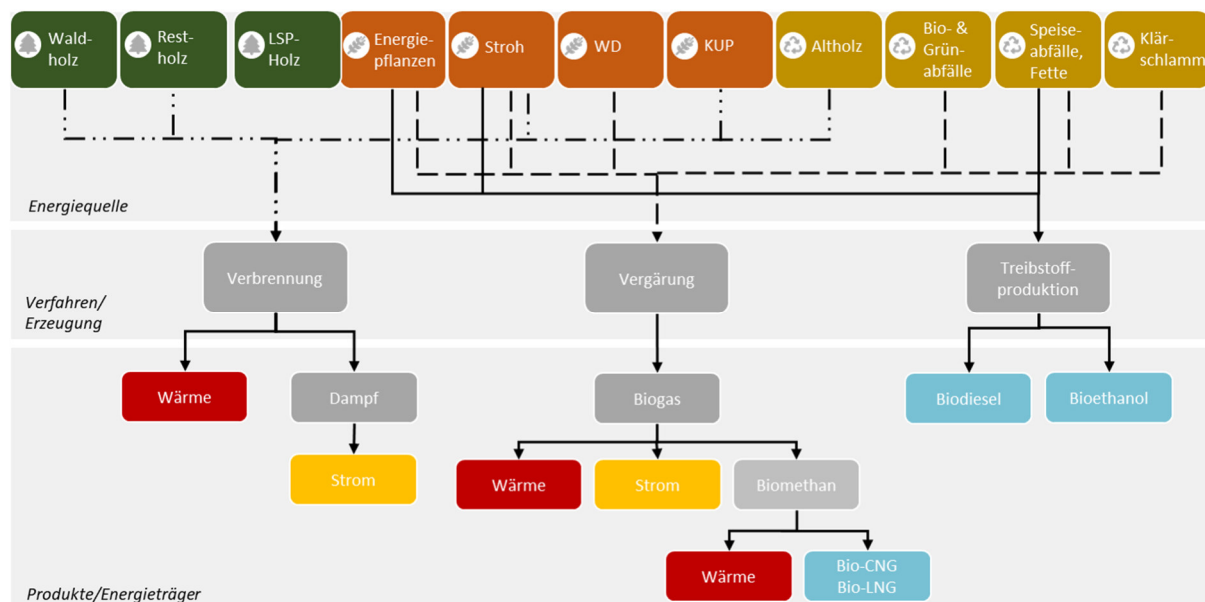 Wald-
holz
Rest-
holz
LSP-
Holz
Energie-
pflanzen
Stroh
WD
KUP
Altholz
Bio- &
Grün-
abfälle
Speise-
abfälle,
Fette
Klär-
schlamm
Energiequelle
Verbrennung
Vergärung
Treibstoff-
produktion
Verfahren/
Erzeugung
Wärme
Dampf
Biogas
Biodiesel
Bioethanol
Strom
Wärme
Strom
Biomethan
Wärme
Bio-CNG
Bio-LNG
Produkte/Energieträger